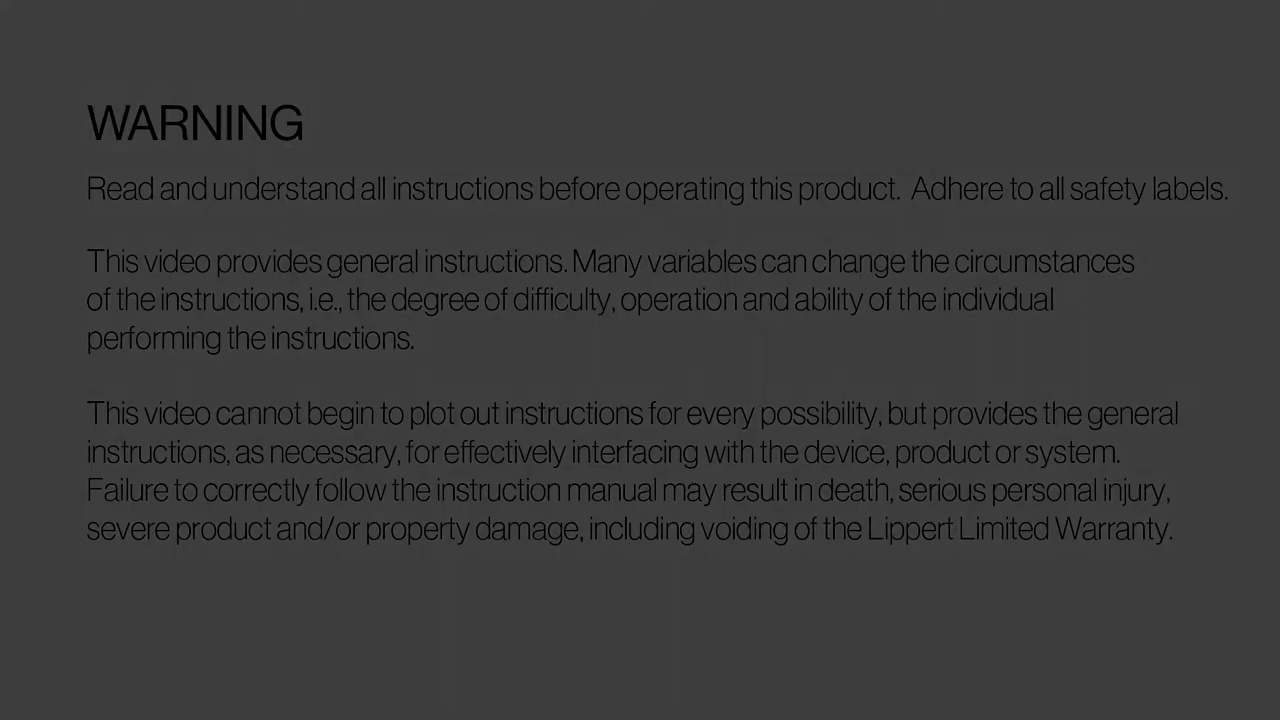 WARNING
Read and understand all instructions before operating this product. Adhere to all safety labels.
This video provides general instructions. Many variables can change the circumstances
of the instructions, i.e., the degree of difficulty, operation and ability of the individual
performing the instructions.
This video cannot begin to plot out instructions for every possibility, but provides the general
instructions, as necessary, for effectively interfacing with the device, product or system.
Failure to correctly follow the instruction manual may result in death, serious personal injury,
severe product and/or property damage, including voiding of the Lippert Limited Warranty.